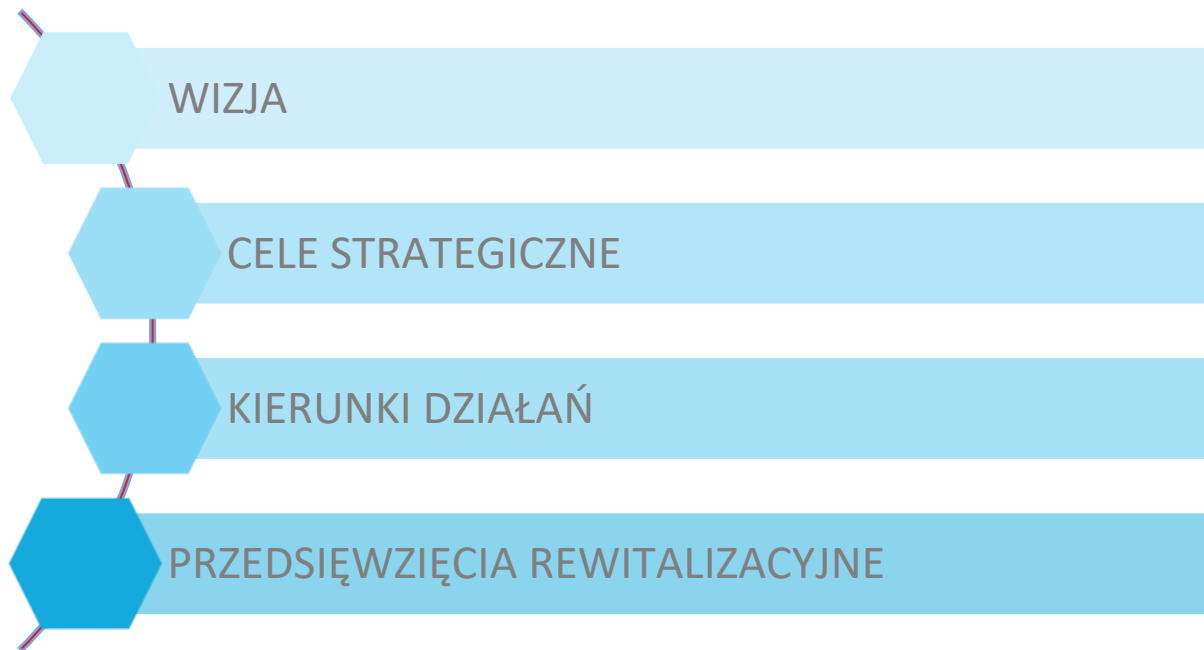 WIZJA
CELE STRATEGICZNE
KIERUNKI DZIAŁAŃ
PRZEDSIĘWZIĘCIA REWITALIZACYJNE